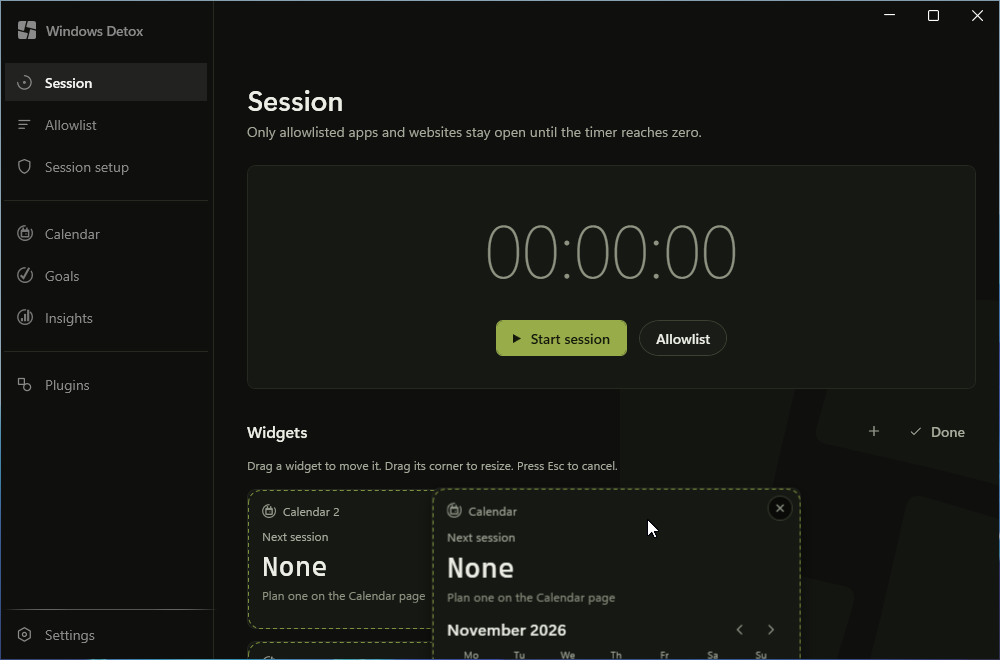 Windows Detox
Session
Allowlist
Session setup
Calendar
Goals
Insights
Plugins
Settings
Session
Only allowlisted apps and websites stay open until the timer reaches zero.
00:00:00
Start session
Allowlist
Widgets
Done
Drag a widget to move it. Drag its corner to resize. Press Esc to cancel.
Calendar 2
Next session
None
Plan one on the Calendar page
Calendar
Next session
None
Plan one on the Calendar page
November 2026
Mo Tu We Th Fr Sa Su